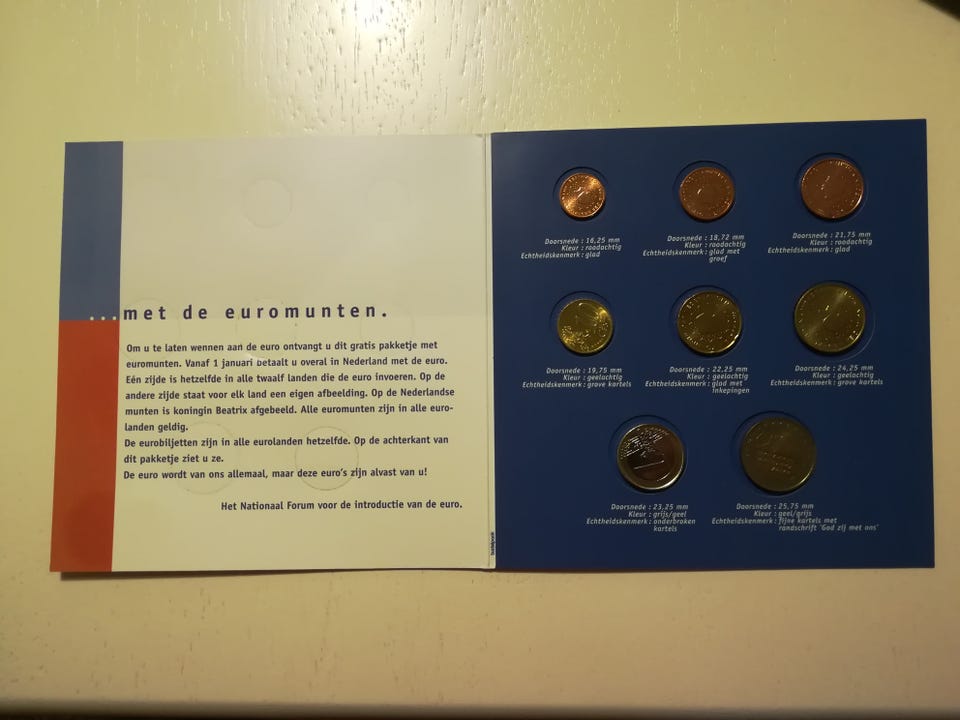 ...met de euromunten.
Om u te laten wennen aan de euro ontvangt u dit gratis pakketje met
euromunten. Vanaf 1 januari betaalt u overal in Nederland met de euro.
Eén zijde is hetzelfde in alle twaalf landen die de euro invoeren. Op de
andere zijde staat voor elk land een eigen afbeelding. Op de Nederlandse
munten is koningin Beatrix afgebeeld. Alle euromunten zijn in alle euro-
landen geldig.
De eurobiljetten zijn in alle eurolanden hetzelfde. Op de achterkant van
dit pakketje ziet u ze.
De euro wordt van ons allemaal, maar deze euro's zijn alvast van u!
Het Nationaal Forum voor de introductie van de euro.
Doorsnede : 16,25 mm
Kleur : roodachtig
Echtheidskenmerk : glad
Doorsnede : 18,72 mm
Kleur : roodachtig
Echtheidskenmerk : glad met
groef
Doorsnede : 21,75 mm
Kleur : roodachtig
Echtheidskenmerk : glad
Doorsnede : 19,75 mm
Kleur : geelachtig
Echtheidskenmerk : grove kartels
Doorsnede : 22,25 mm
Kleur : geelachtig
Echtheidskenmerk : glad met
inkepingen
Doorsnede : 24,25 mm
Kleur : geelachtig
Echtheidskenmerk : grove kartels
Doorsnede : 23,25 mm
Kleur : grijs/geel
Echtheidskenmerk : onderbroken
kartels
Doorsnede : 25,75 mm
Kleur : geel/grijs
Echtheidskenmerk : fijne kartels met
randschrift 'God zij met ons'